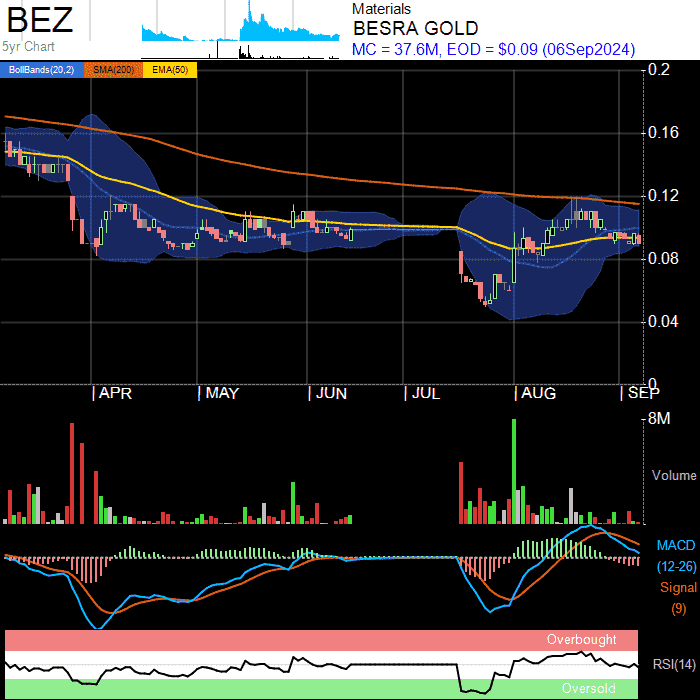 BEZ
5yr Chart
Materials
BESRA GOLD
MC = 37.6M, EOD = $0.09 (06Sep2024)
BollBands(20,2) SMA(200) EMA(50)
0.2
0.16
0.12
0.08
0.04
0
APR MAY JUN JUL AUG SEP
8M
Volume
MACD
(12-26)
Signal
(9)
Overbought
RSI(14)
Oversold